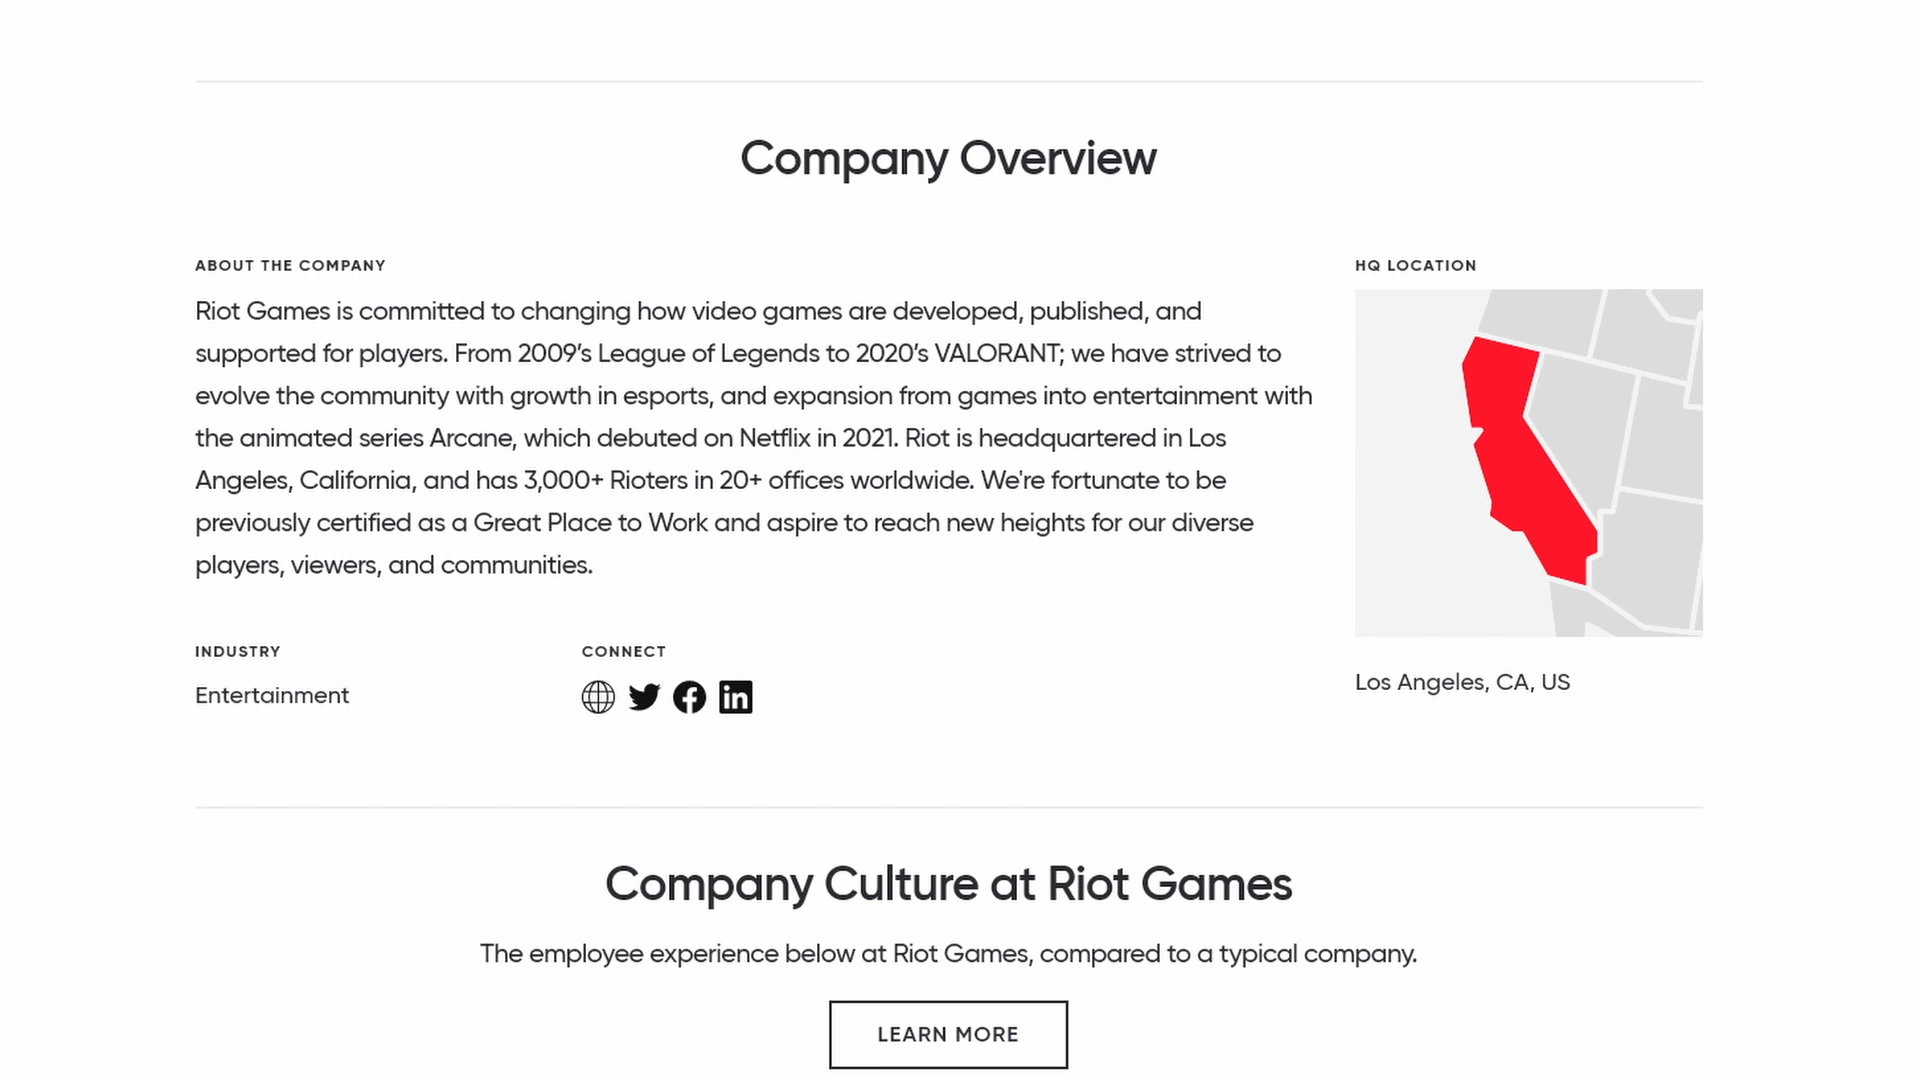 Company Overview
ABOUT THE COMPANY
Riot Games is committed to changing how video games are developed, published, and
supported for players. From 2009’s League of Legends to 2020’s VALORANT; we have strived to
evolve the community with growth in esports, and expansion from games into entertainment with
the animated series Arcane, which debuted on Netflix in 2021. Riot is headquartered in Los
Angeles, California, and has 3,000+ Rioters in 20+ offices worldwide. We're fortunate to be
previously certified as a Great Place to Work and aspire to reach new heights for our diverse
players, viewers, and communities.
HQ LOCATION
Los Angeles, CA, US
INDUSTRY
Entertainment
CONNECT
Company Culture at Riot Games
The employee experience below at Riot Games, compared to a typical company.
LEARN MORE